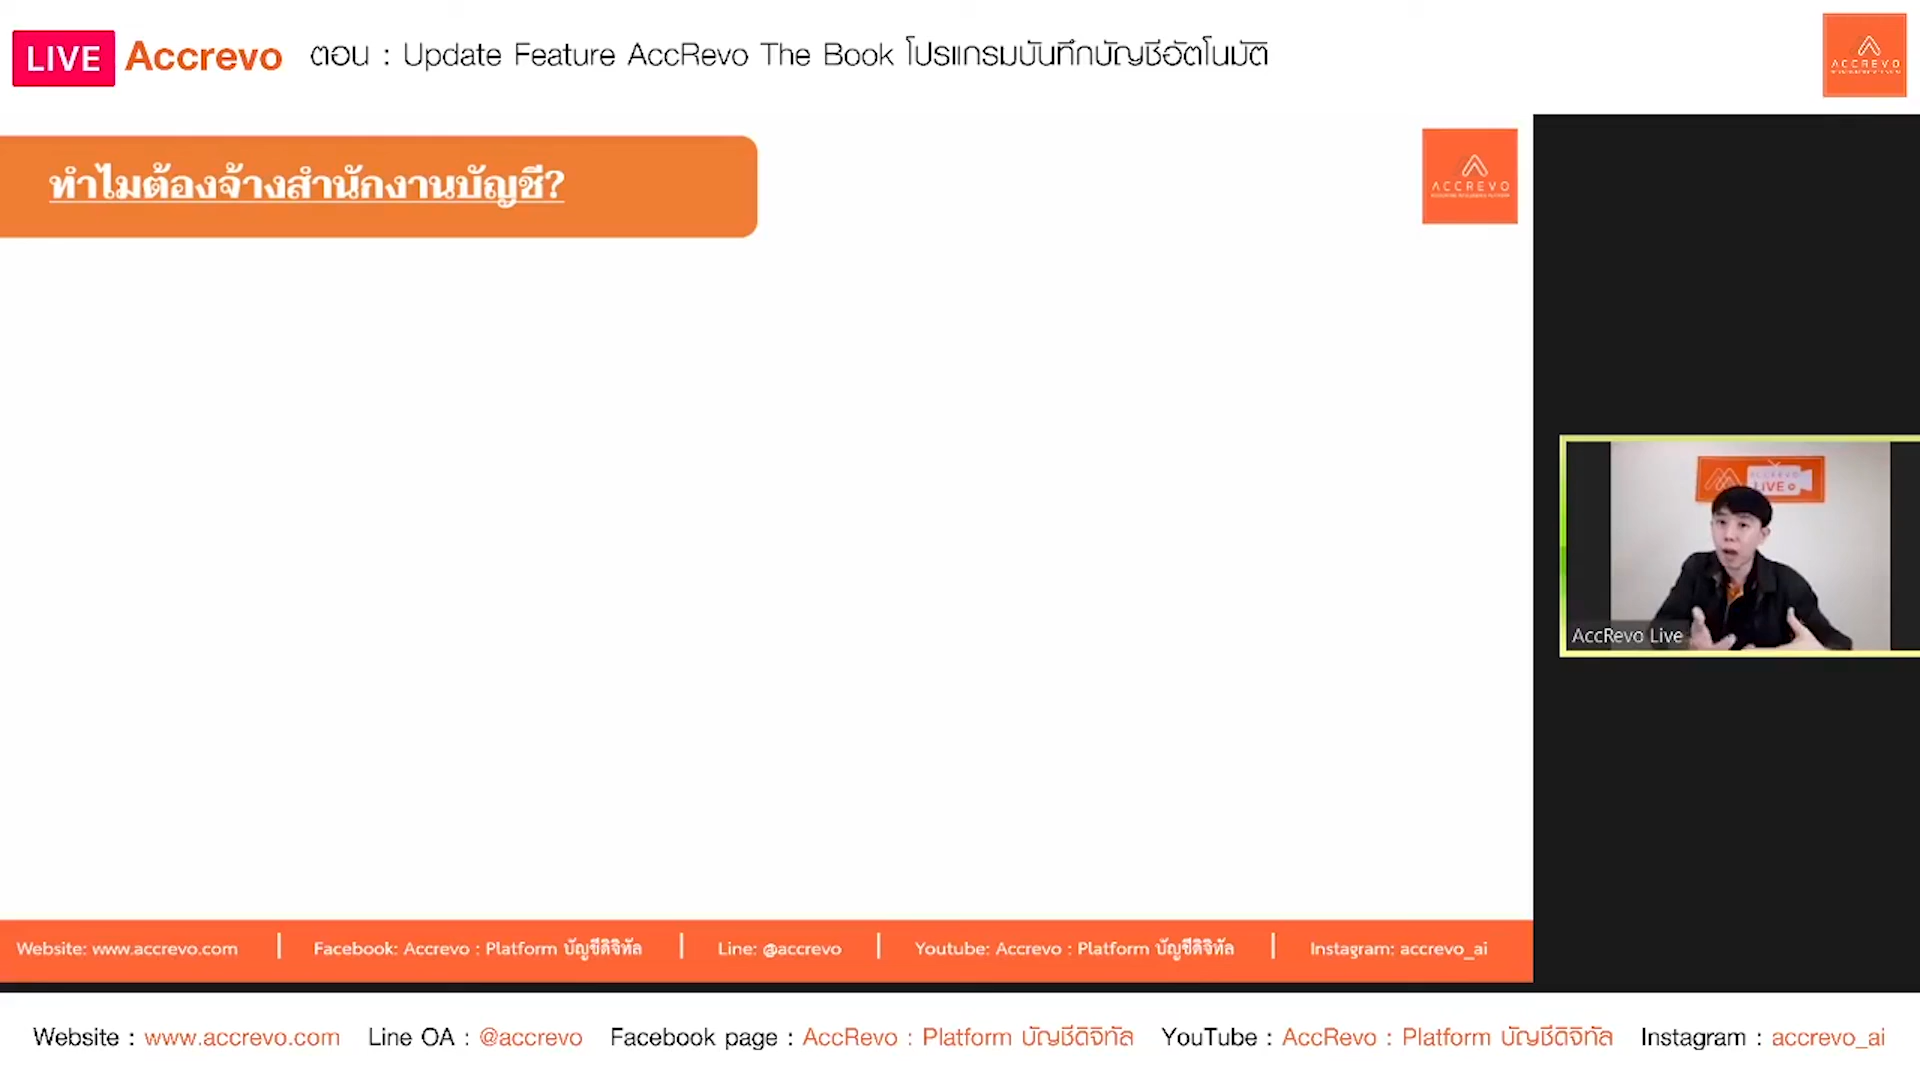 LIVE Accrevo ตอน : Update Feature AccRevo The Book โปรแกรมบันทึกบัญชีอัตโนมัติ
ACCREVO
ทำไมต้องจ้างสำนักงานบัญชี?
ACCREVO
ACCREVO
LIVE
AccRevo Live
Website: www.accrevo.com | Facebook: Accrevo : Platform บัญชีดิจิทัล | Line: @accrevo | Youtube: Accrevo : Platform บัญชีดิจิทัล | Instagram: accrevo_ai
Website : www.accrevo.com Line OA : @accrevo Facebook page : AccRevo : Platform บัญชีดิจิทัล YouTube : AccRevo : Platform บัญชีดิจิทัล Instagram : accrevo_ai